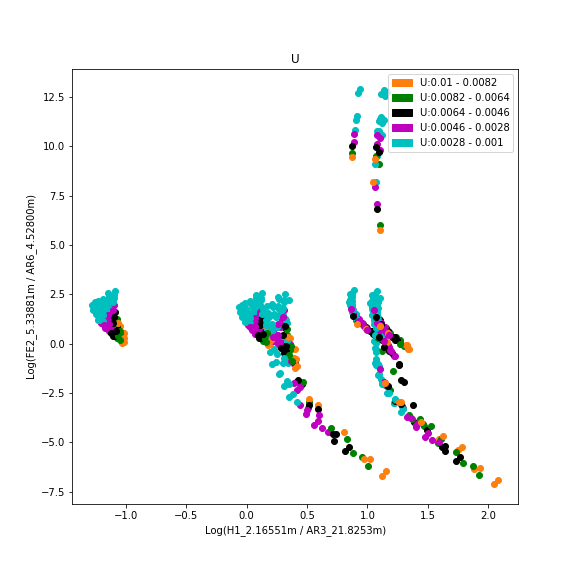 U
U:0.01 - 0.0082
U:0.0082 - 0.0064
U:0.0064 - 0.0046
U:0.0046 - 0.0028
U:0.0028 - 0.001
12.5
10.0
7.5
5.0
2.5
0.0
−2.5
−5.0
−7.5
Log(FE2_5.33881m / AR6_4.52800m)
−1.0
−0.5
0.0
0.5
1.0
1.5
2.0
Log(H1_2.16551m / AR3_21.8253m)